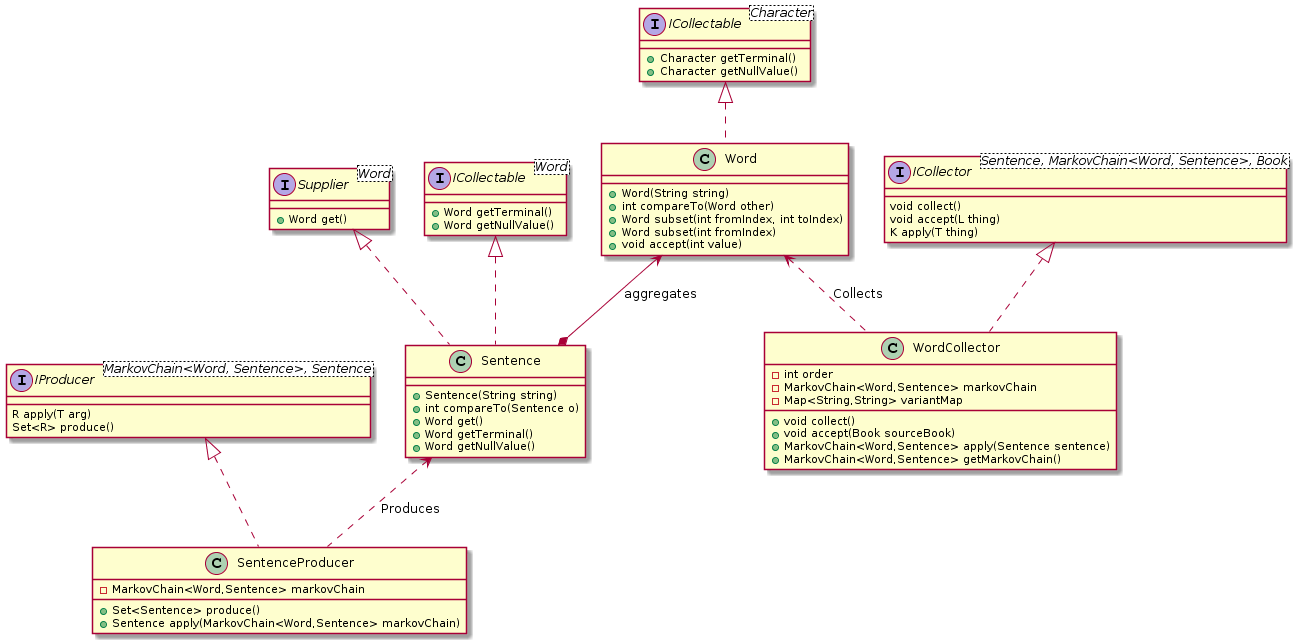 ICollectable
Character
Character getTerminal()
Character getNullValue()
Word
Word(String string)
int compareTo(Word other)
Word subset(int fromIndex, int toIndex)
Word subset(int fromIndex)
void accept(int value)
Supplier
Word
Word get()
ICollectable
Word
Word getTerminal()
Word getNullValue()
ICollector
Sentence, MarkovChain<Word, Sentence>, Book
void collect()
void accept(L thing)
K apply(T thing)
aggregates
Collects
IProducer
MarkovChain<Word, Sentence>, Sentence
R apply(T arg)
Set<R> produce()
Sentence
Sentence(String string)
int compareTo(Sentence o)
Word get()
Word getTerminal()
Word getNullValue()
WordCollector
int order
MarkovChain<Word,Sentence> markovChain
Map<String,String> variantMap
void collect()
void accept(Book sourceBook)
MarkovChain<Word,Sentence> apply(Sentence sentence)
MarkovChain<Word,Sentence> getMarkovChain()
Produces
SentenceProducer
MarkovChain<Word,Sentence> markovChain
Set<Sentence> produce()
Sentence apply(MarkovChain<Word,Sentence> markovChain)